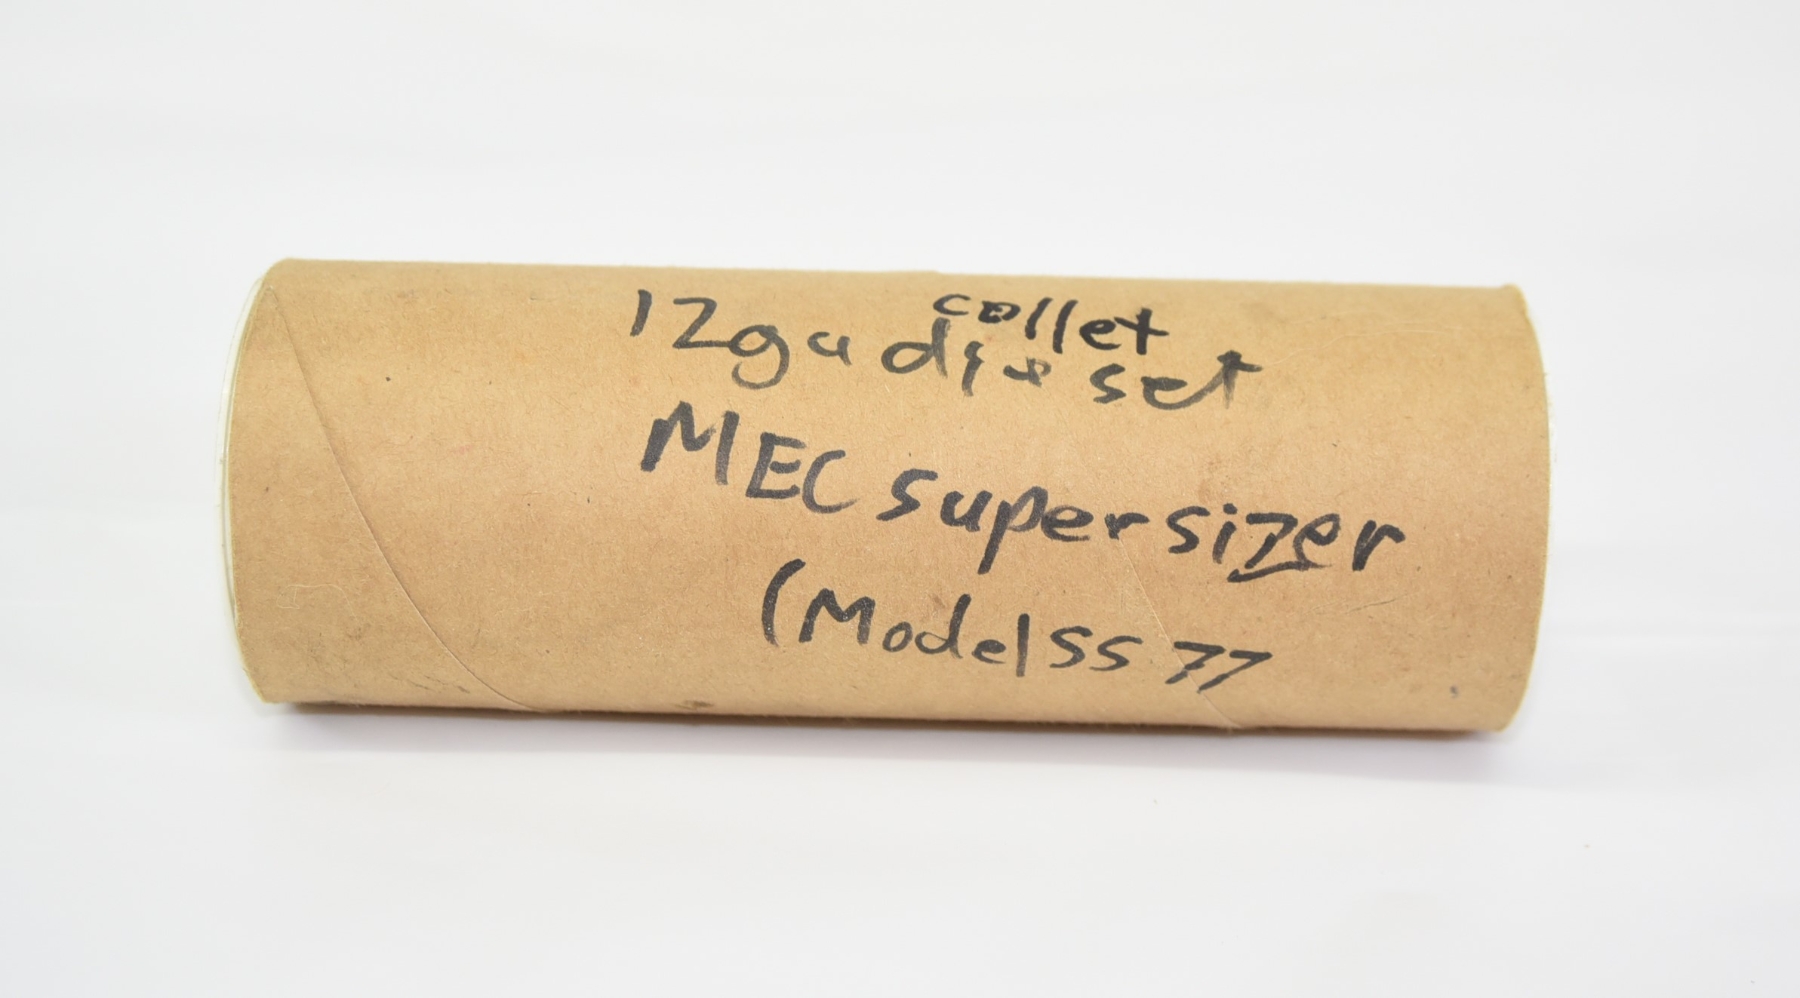 collet
12ga die set
MEC supersizer
(Model SS 77